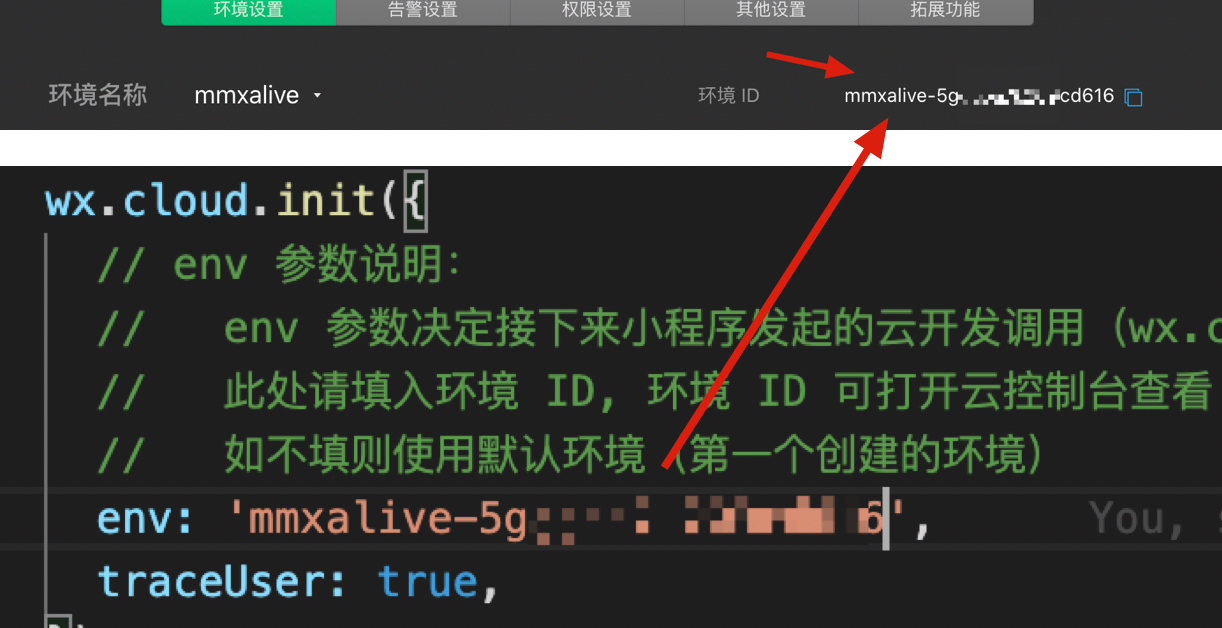 环境设置 告警设置 权限设置 其他设置 拓展功能
环境名称 mmxalive 环境 ID mmxalive-5g cd616
wx.cloud.init({
// env 参数说明：
// env 参数决定接下来小程序发起的云开发调用（wx.c
// 此处请填入环境 ID, 环境 ID 可打开云控制台查看
// 如不填则使用默认环境（第一个创建的环境）
env: 'mmxalive-5g 6', You,
traceUser: true,